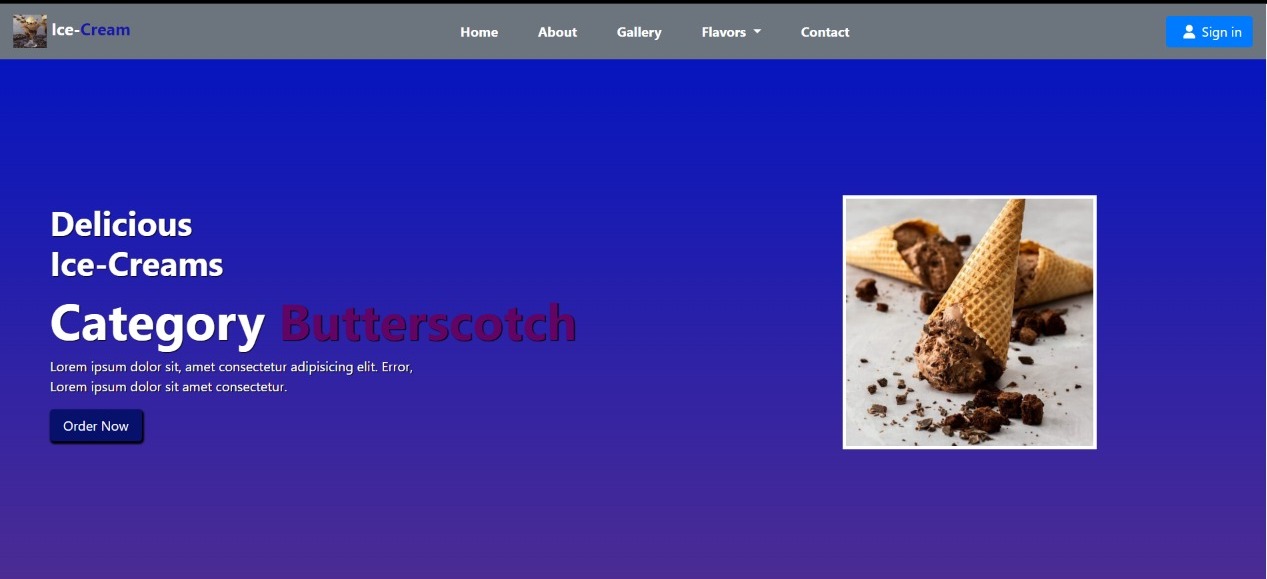 Ice-Cream
Home About Gallery Flavors Contact
Sign in
Delicious
Ice-Creams
Category Butterscotch
Lorem ipsum dolor sit, amet consectetur adipisicing elit. Error,
Lorem ipsum dolor sit amet consectetur.
Order Now